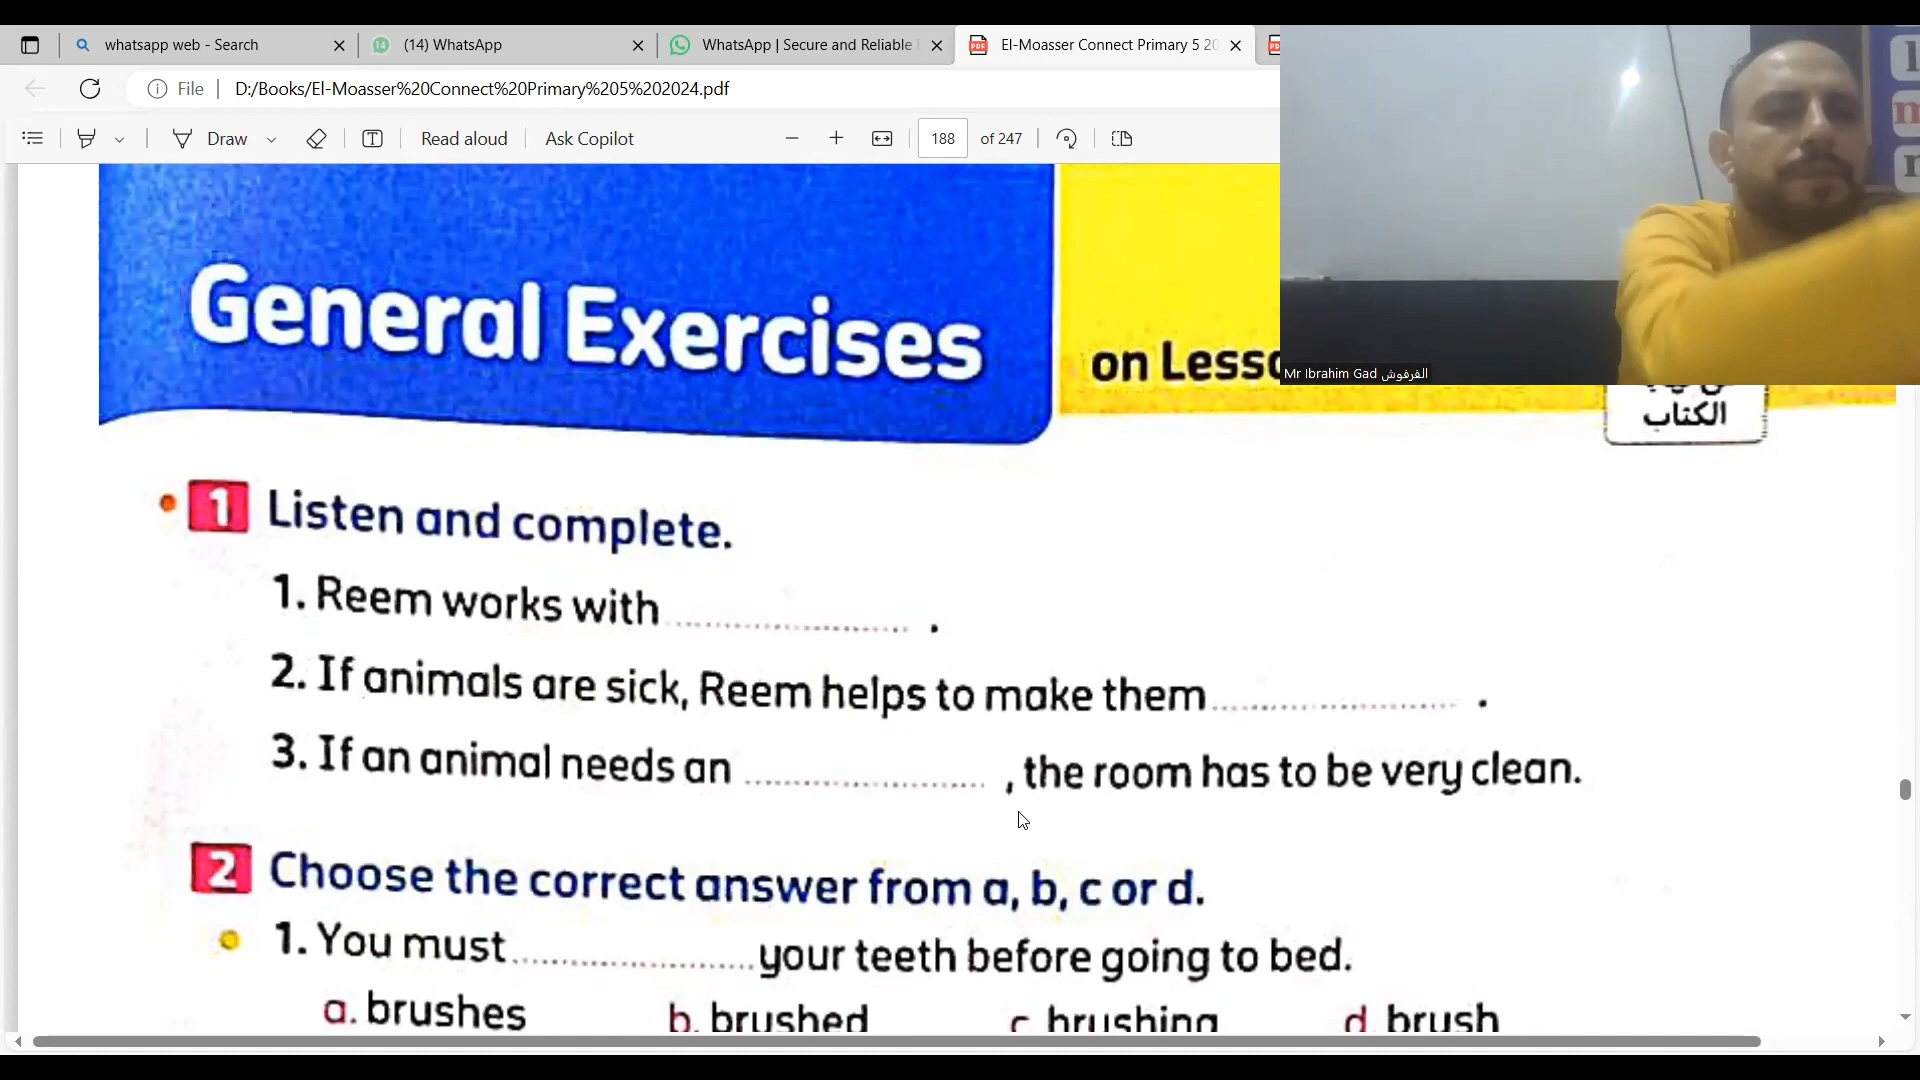 whatsapp web - Search
(14) WhatsApp
WhatsApp | Secure and Reliable
El-Moasser Connect Primary 5 20
File
D:/Books/El-Moasser%20Connect%20Primary%205%202024.pdf
Draw
Read aloud
Ask Copilot
188 of 247
General Exercises
on Lesso
Mr Ibrahim Gad الفرفوش
الكتاب
1 Listen and complete.
1. Reem works with .................... .
2. If animals are sick, Reem helps to make them .................... .
3. If an animal needs an .................... , the room has to be very clean.
2 Choose the correct answer from a, b, c or d.
1. You must .................... your teeth before going to bed.
a. brushes b. brushed c. brushing d. brush